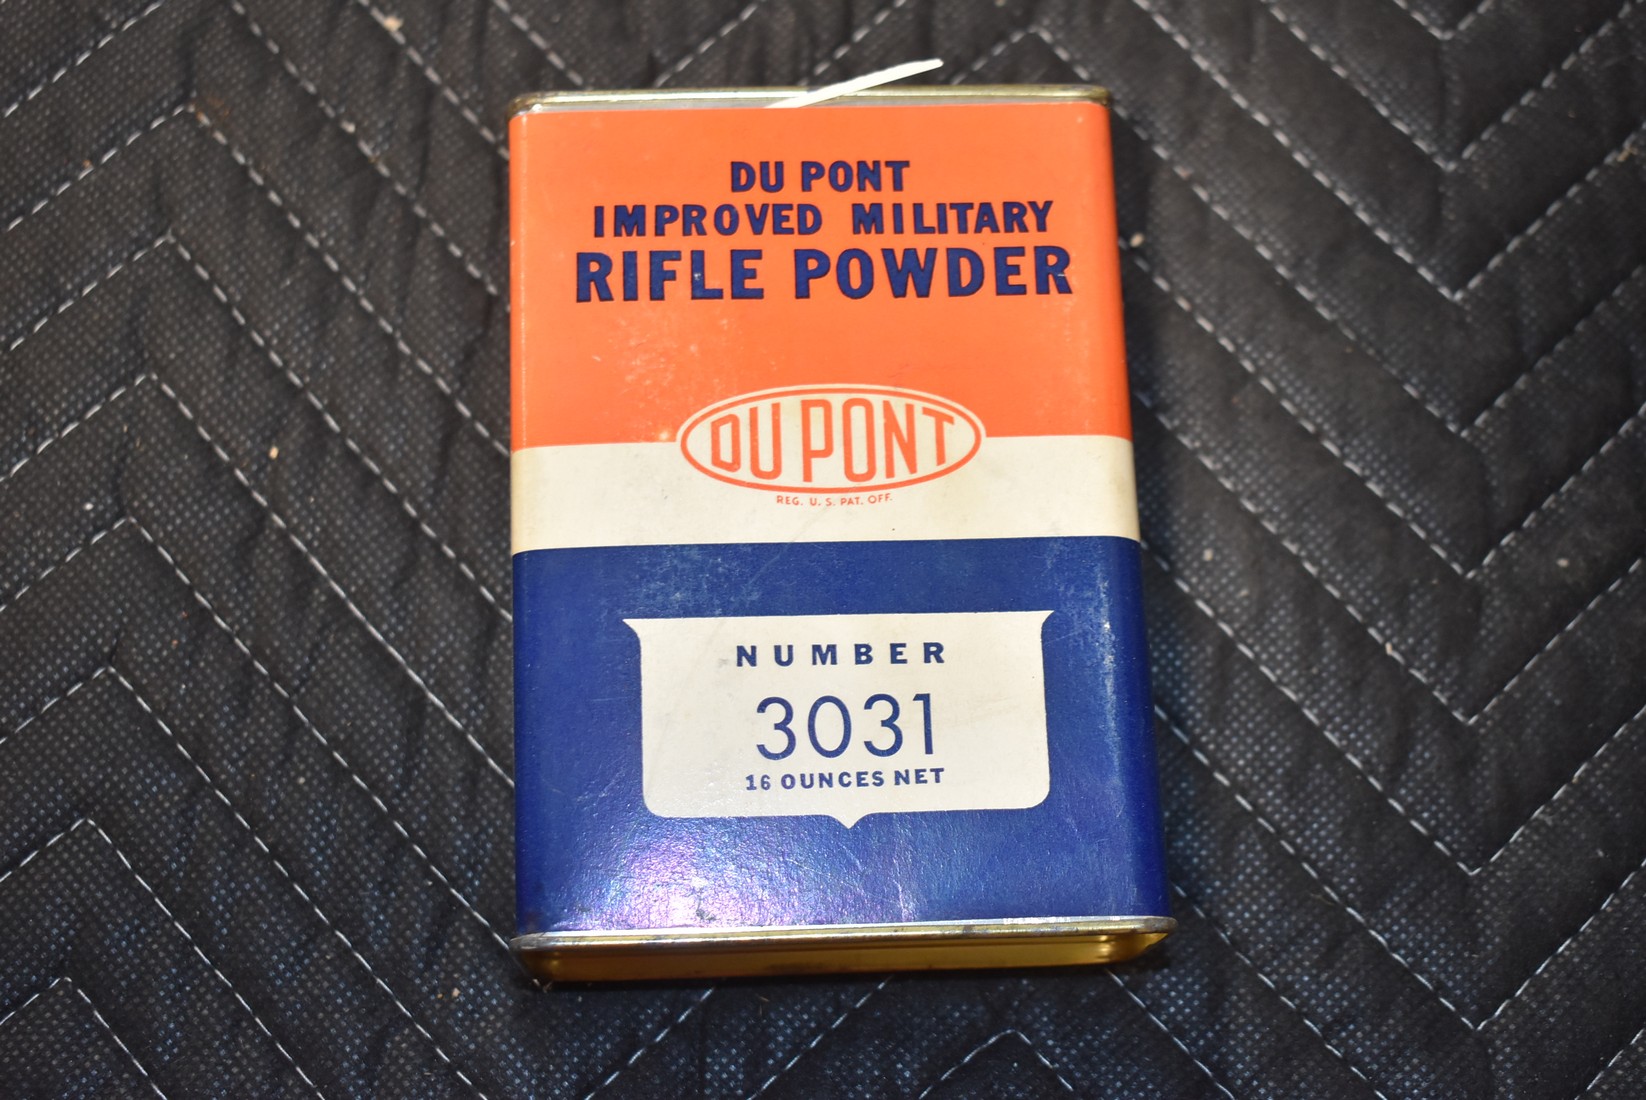 DU PONT
IMPROVED MILITARY
RIFLE POWDER
DU PONT
REG. U. S. PAT. OFF.
NUMBER
3031
16 OUNCES NET